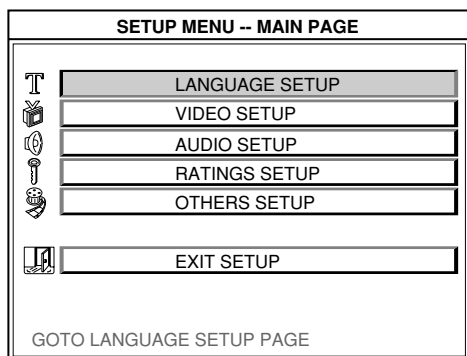 SETUP MENU -- MAIN PAGE
T LANGUAGE SETUP
VIDEO SETUP
AUDIO SETUP
RATINGS SETUP
OTHERS SETUP
EXIT SETUP
GOTO LANGUAGE SETUP PAGE